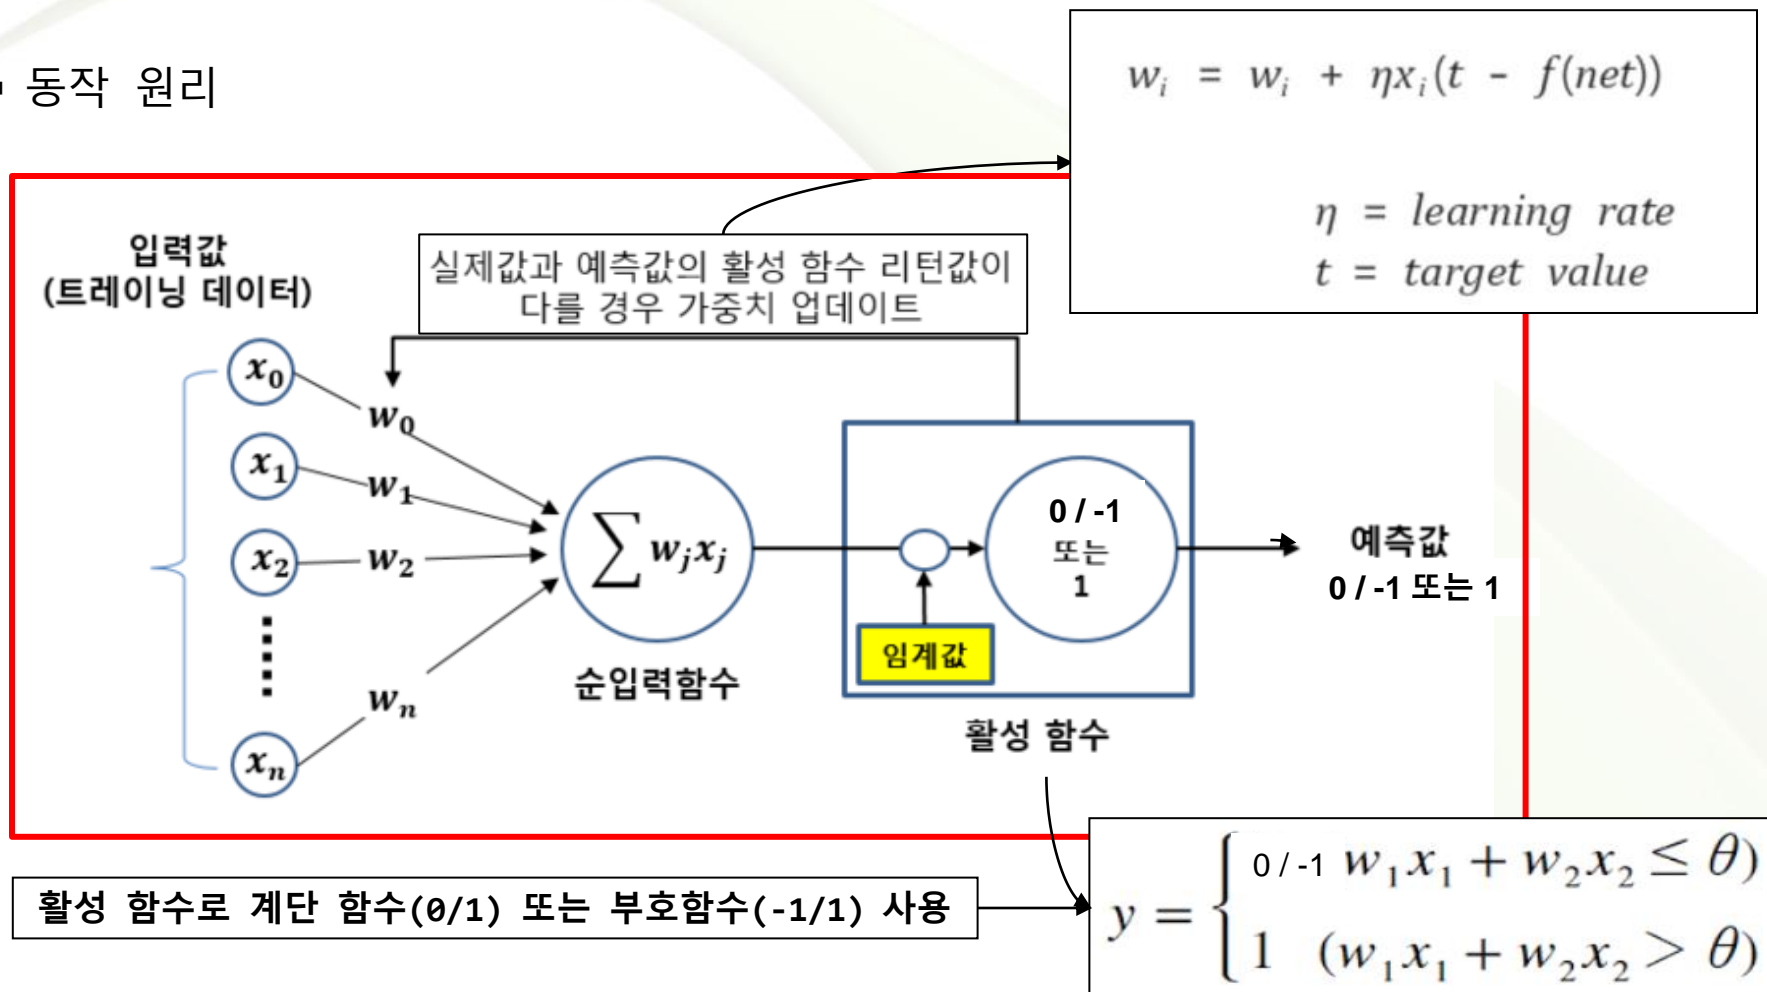 동작 원리
wᵢ = wᵢ + ηxᵢ(t - f(net))
η = learning rate
t = target value
입력값
(트레이닝 데이터)
실제값과 예측값의 활성 함수 리턴값이
다를 경우 가중치 업데이트
x₀
w₀
x₁
w₁
x₂
w₂
wₙ
xₙ
∑ wⱼxⱼ
순입력함수
0 / -1
또는
1
임계값
활성 함수
예측값
0 / -1 또는 1
활성 함수로 계단 함수(0/1) 또는 부호함수(-1/1) 사용
y = {
0 / -1 w₁x₁ + w₂x₂ ≤ θ)
1 (w₁x₁ + w₂x₂ > θ)